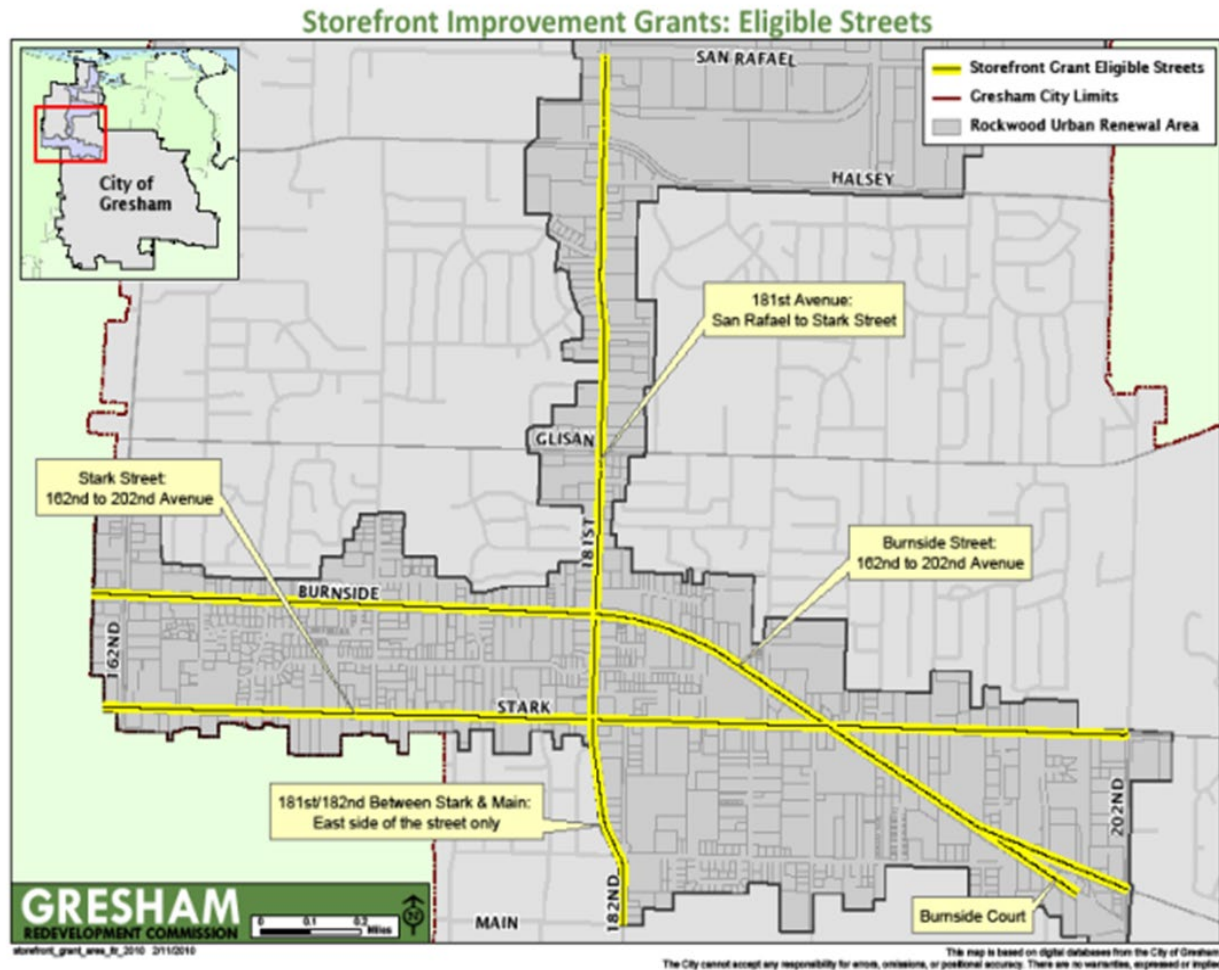 Storefront Improvement Grants: Eligible Streets
City of
Gresham
SAN RAFAEL
Storefront Grant Eligible Streets
Gresham City Limits
Rockwood Urban Renewal Area
HALSEY
181st Avenue:
San Rafael to Stark Street
GLISAN
Stark Street:
162nd to 202nd Avenue
181ST
Burnside Street:
162nd to 202nd Avenue
BURNSIDE
162ND
STARK
181st/182nd Between Stark & Main:
East side of the street only
202ND
182ND
MAIN
Burnside Court
GRESHAM
REDEVELOPMENT COMMISSION
0 0.1 0.2
Miles
N
2/11/2010
This map is based on digital databases from the City of Gresham
The City cannot accept any responsibility for errors, omissions, or positional accuracy. There are no warranties, expressed or implied